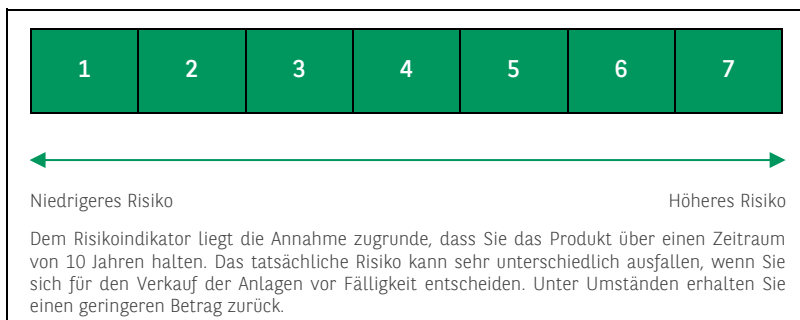 1 2 3 4 5 6 7
Niedrigeres Risiko Höheres Risiko
Dem Risikoindikator liegt die Annahme zugrunde, dass Sie das Produkt über einen Zeitraum
von 10 Jahren halten. Das tatsächliche Risiko kann sehr unterschiedlich ausfallen, wenn Sie
sich für den Verkauf der Anlagen vor Fälligkeit entscheiden. Unter Umständen erhalten Sie
einen geringeren Betrag zurück.